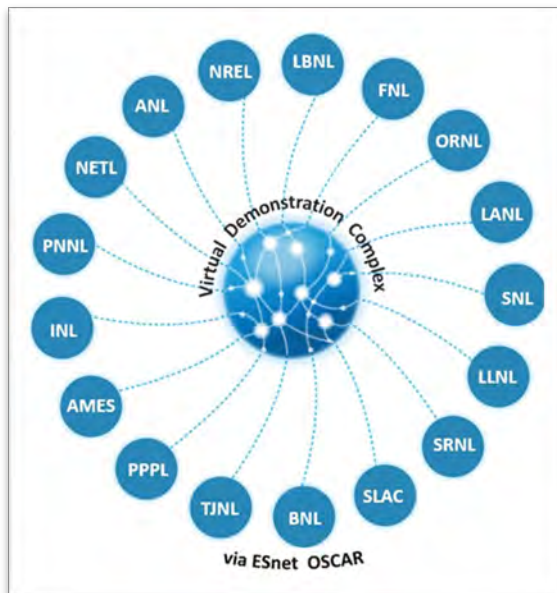 LBNL
NREL
FNL
ANL
ORNL
NETL
Virtual Demonstration Complex
LANL
PNNL
SNL
INL
LLNL
AMES
SRNL
PPPL
SLAC
TJNL
BNL
via ESnet OSCAR